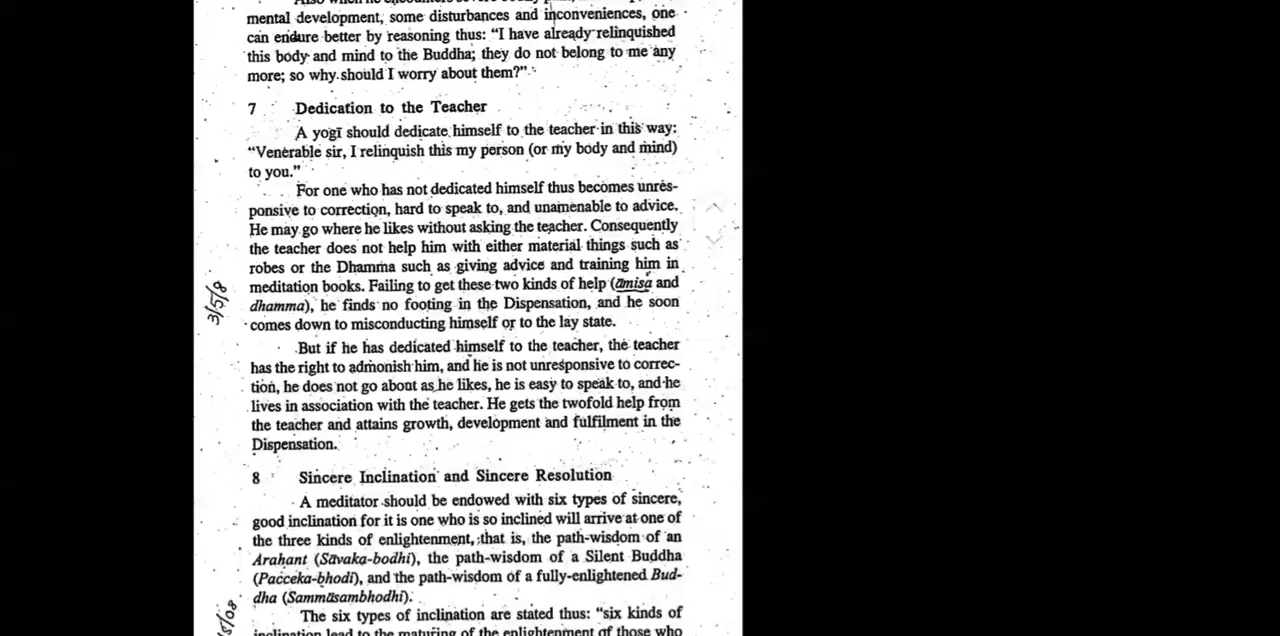 mental development, some disturbances and inconveniences, one
can endure better by reasoning thus: “I have already relinquished
this body and mind to the Buddha; they do not belong to me any
more; so why should I worry about them?”
7 Dedication to the Teacher
A yogī should dedicate himself to the teacher in this way:
“Venerable sir, I relinquish this my person (or my body and mind)
to you.”
For one who has not dedicated himself thus becomes unres-
ponsive to correction, hard to speak to, and unamenable to advice.
He may go where he likes without asking the teacher. Consequently
the teacher does not help him with either material things such as
robes or the Dhamma such as giving advice and training him in
meditation books. Failing to get these two kinds of help (āmisa and
dhamma), he finds no footing in the Dispensation, and he soon
comes down to misconducting himself or to the lay state.
3/5/8
But if he has dedicated himself to the teacher, the teacher
has the right to admonish him, and he is not unresponsive to correc-
tion, he does not go about as he likes, he is easy to speak to, and he
lives in association with the teacher. He gets the twofold help from
the teacher and attains growth, development and fulfilment in the
Dispensation.
8 Sincere Inclination and Sincere Resolution
A meditator should be endowed with six types of sincere,
good inclination for it is one who is so inclined will arrive at one of
the three kinds of enlightenment, that is, the path-wisdom of an
Arahant (Sāvaka-bodhi), the path-wisdom of a Silent Buddha
(Pacceka-bhodi), and the path-wisdom of a fully-enlightened Bud-
dha (Sammāsambhodhi).
The six types of inclination are stated thus: “six kinds of
inclination lead to the maturing of the enlightenment of those who